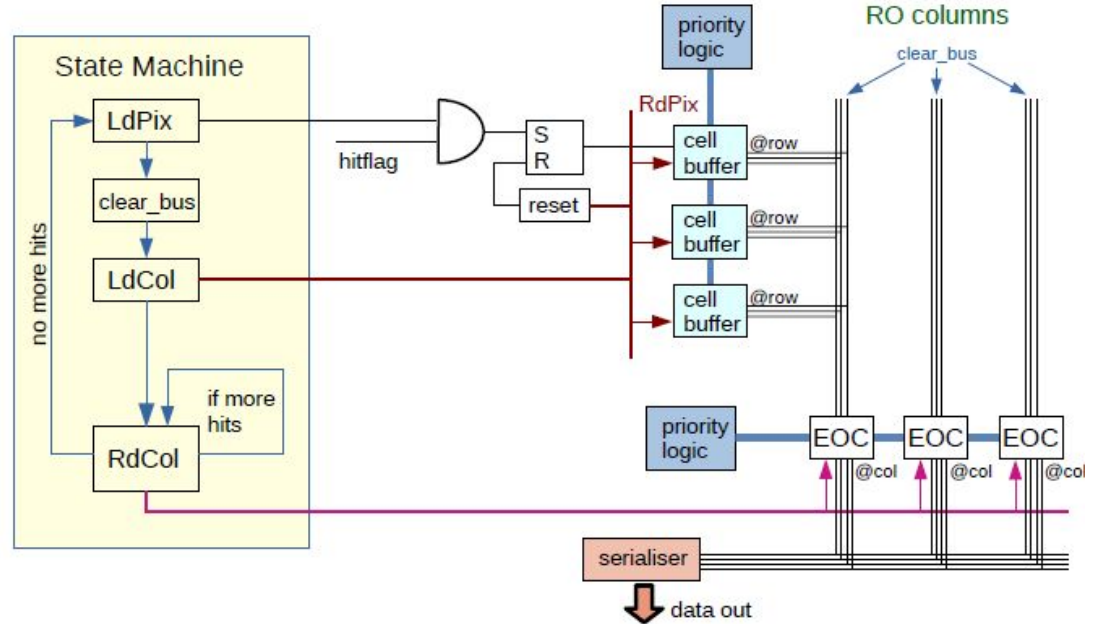 State Machine
LdPix
clear_bus
LdCol
RdCol
no more hits
if more
hits
hitflag
S
R
reset
RdPix
priority
logic
cell
buffer
cell
buffer
cell
buffer
@row
@row
@row
RO columns
clear_bus
priority
logic
EOC
EOC
EOC
@col
@col
@col
serialiser
data out